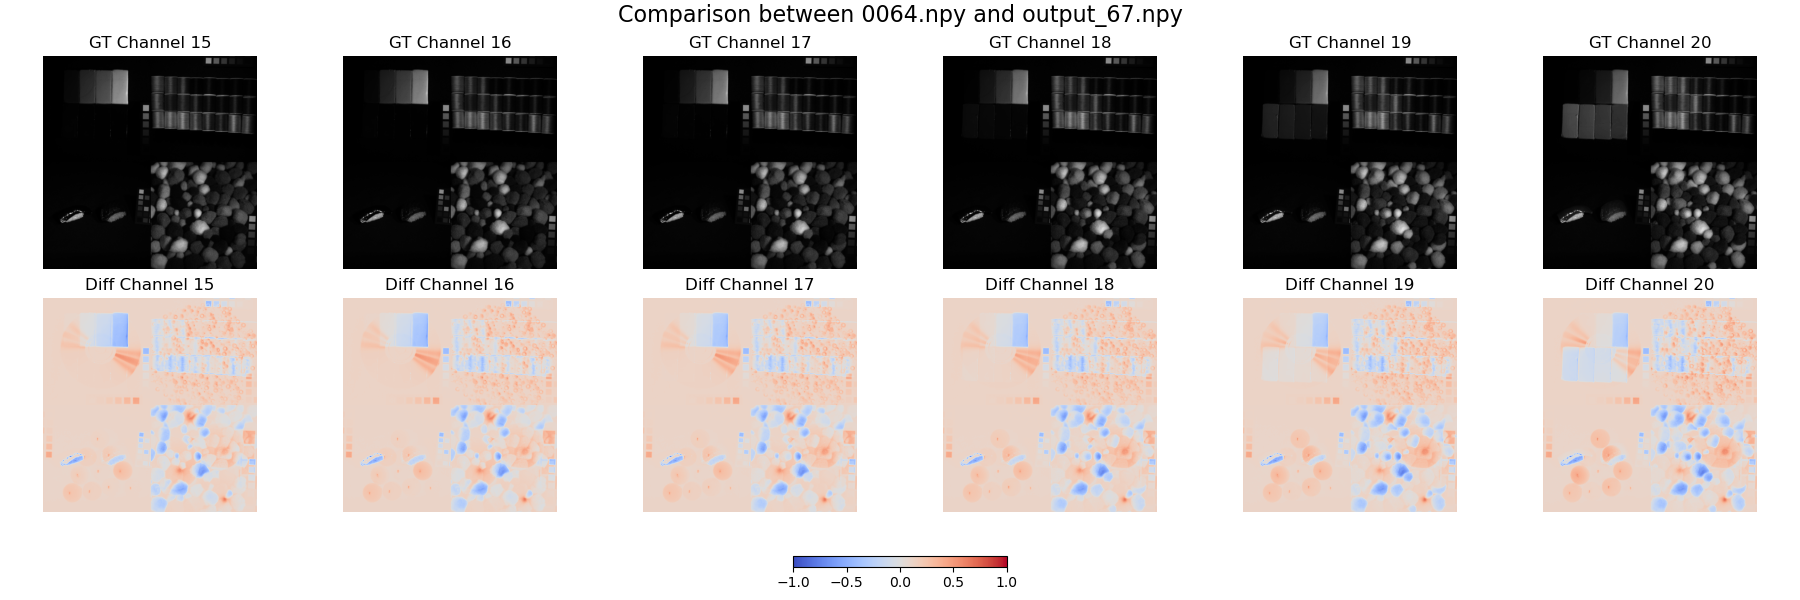 Comparison between 0064.npy and output_67.npy
GT Channel 15 GT Channel 16 GT Channel 17 GT Channel 18 GT Channel 19 GT Channel 20
Diff Channel 15 Diff Channel 16 Diff Channel 17 Diff Channel 18 Diff Channel 19 Diff Channel 20
−1.0 −0.5 0.0 0.5 1.0